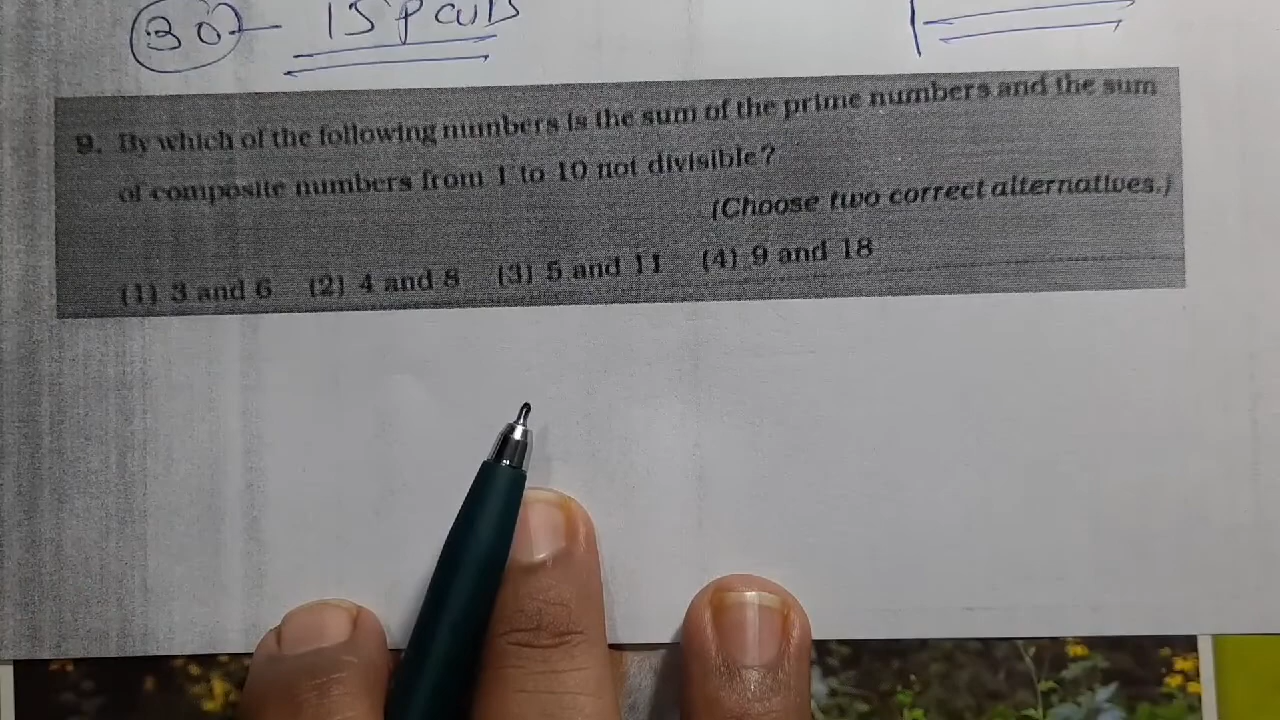 30 - 15 parts
9. By which of the following numbers is the sum of the prime numbers and the sum
of composite numbers from 1 to 10 not divisible?
(Choose two correct alternatives.)
(1) 3 and 6 (2) 4 and 8 (3) 5 and 11 (4) 9 and 18